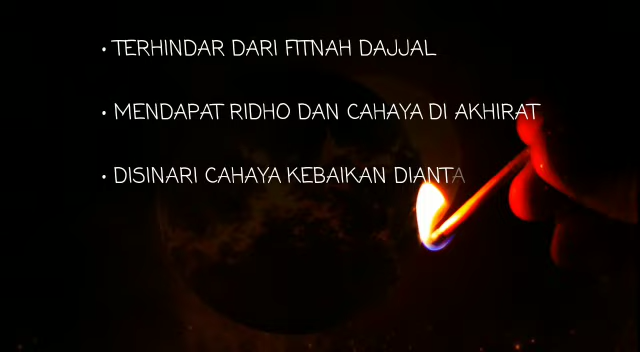 • TERHINDAR DARI FITNAH DAJJAL
• MENDAPAT RIDHO DAN CAHAYA DI AKHIRAT
• DISINARI CAHAYA KEBAIKAN DIANTA